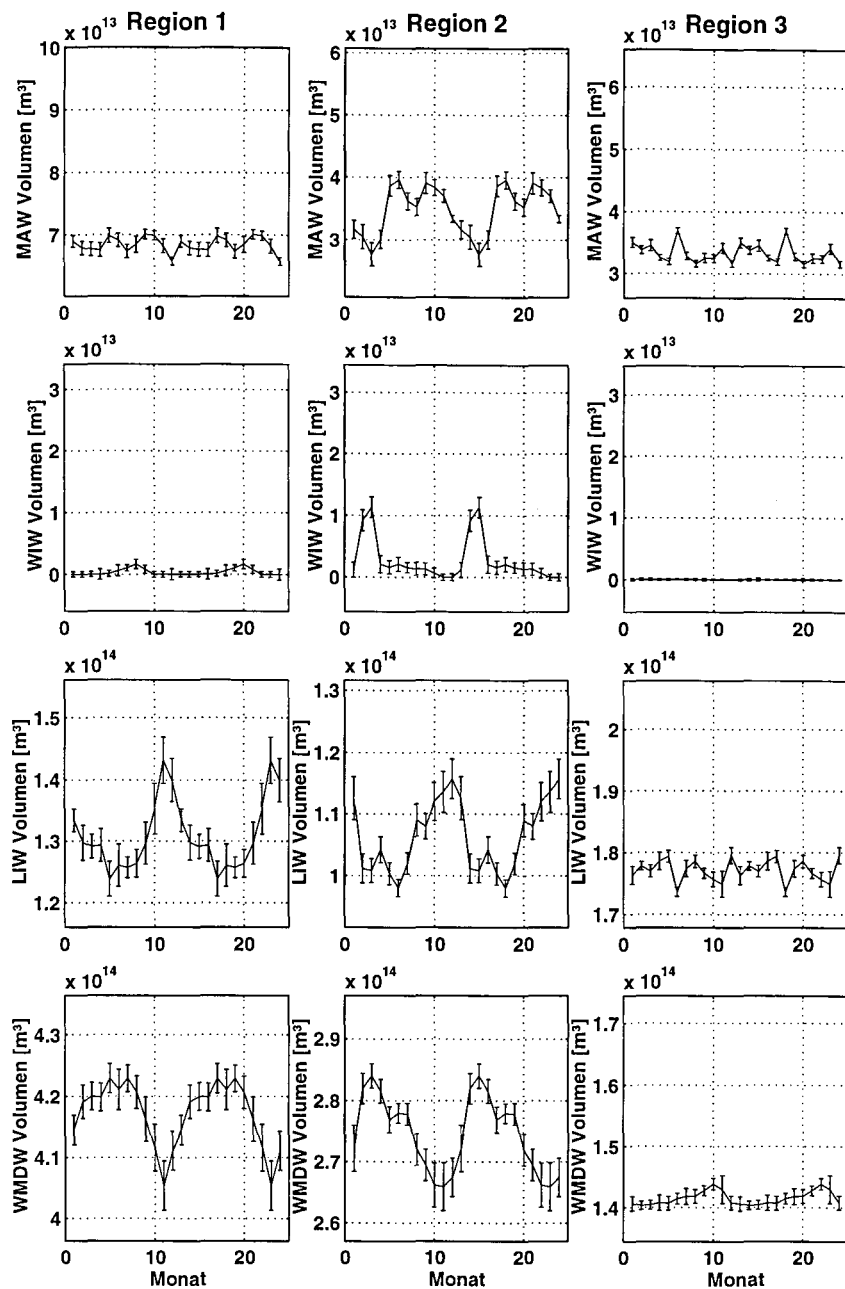 Region 1 Region 2 Region 3
x 10¹³ x 10¹³ x 10¹³
MAW Volumen [m³] MAW Volumen [m³] MAW Volumen [m³]
10 6 6
9 5 5
8 4 4
7 3 3
0 10 20 0 10 20 0 10 20
x 10¹³ x 10¹³ x 10¹³
WIW Volumen [m³] WIW Volumen [m³] WIW Volumen [m³]
3 3 3
2 2 2
1 1 1
0 0 0
0 10 20 0 10 20 0 10 20
x 10¹⁴ x 10¹⁴ x 10¹⁴
LIW Volumen [m³] LIW Volumen [m³] LIW Volumen [m³]
1.5 1.3 2
1.4 1.2 1.9
1.3 1.1 1.8
1.2 1 1.7
0 10 20 0 10 20 0 10 20
x 10¹⁴ x 10¹⁴ x 10¹⁴
WMDW Volumen [m³] WMDW Volumen [m³] WMDW Volumen [m³]
4.3 2.9 1.7
4.2 2.8 1.6
4.1 2.7 1.5
4 2.6 1.4
0 10 20 0 10 20 0 10 20
Monat Monat Monat